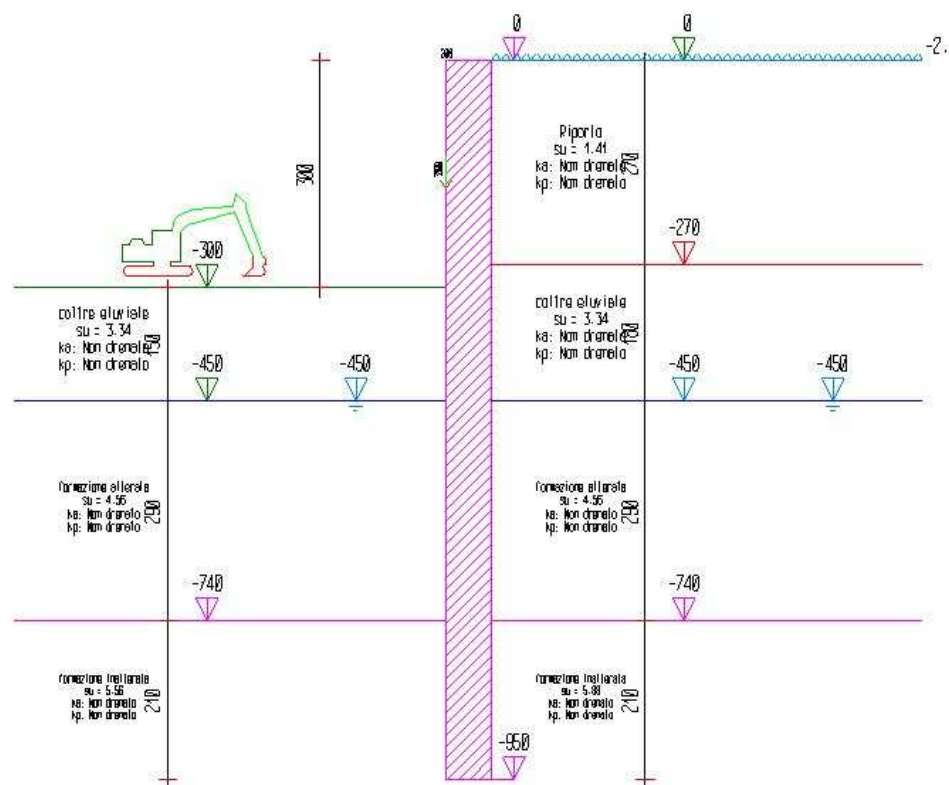 0
0
-2.
300
Riporto
su = 1.41
ka: Non drenato
kp: Non drenato
270
-270
-300
coltre eluviale
su = 3.34
ka: Non drenato
kp: Non drenato
150
coltre eluviale
su = 3.34
ka: Non drenato
kp: Non drenato
180
-450
-450
-450
-450
formazione alterata
su = 4.56
ka: Non drenato
kp: Non drenato
290
formazione alterata
su = 4.56
ka: Non drenato
kp: Non drenato
290
-740
-740
formazione inalterata
su = 5.56
ka: Non drenato
kp: Non drenato
210
formazione inalterata
su = 5.88
ka: Non drenato
kp: Non drenato
210
-950